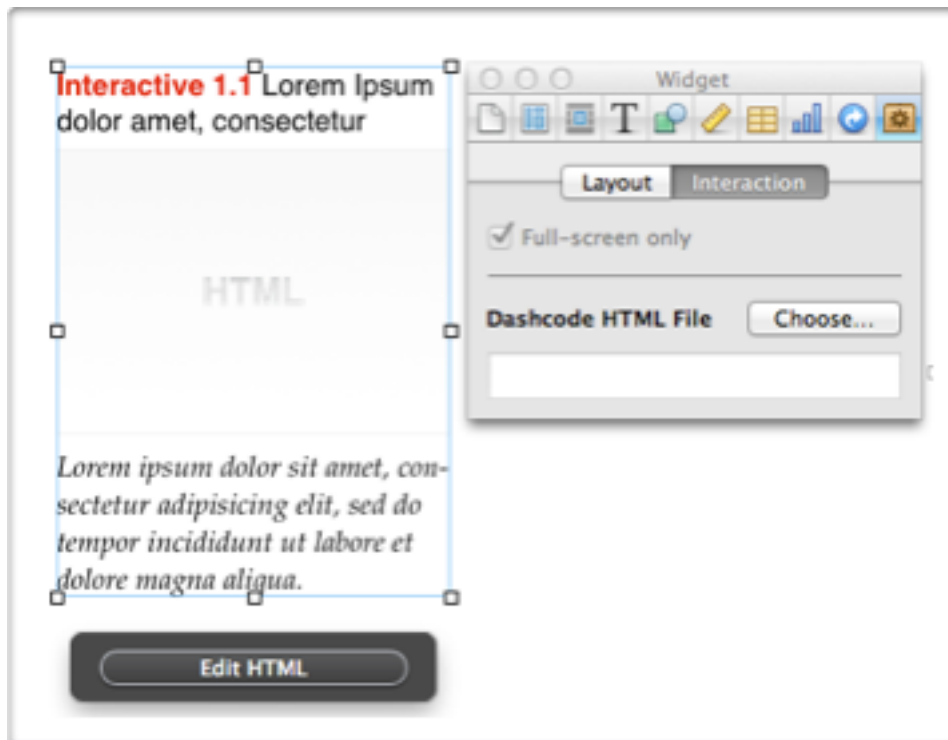 Interactive 1.1 Lorem Ipsum
dolor amet, consectetur
HTML
Lorem ipsum dolor sit amet, con-
sectetur adipisicing elit, sed do
tempor incididunt ut labore et
dolore magna aliqua.
Edit HTML
Widget
T
Layout Interaction
Full-screen only
Dashcode HTML File Choose...